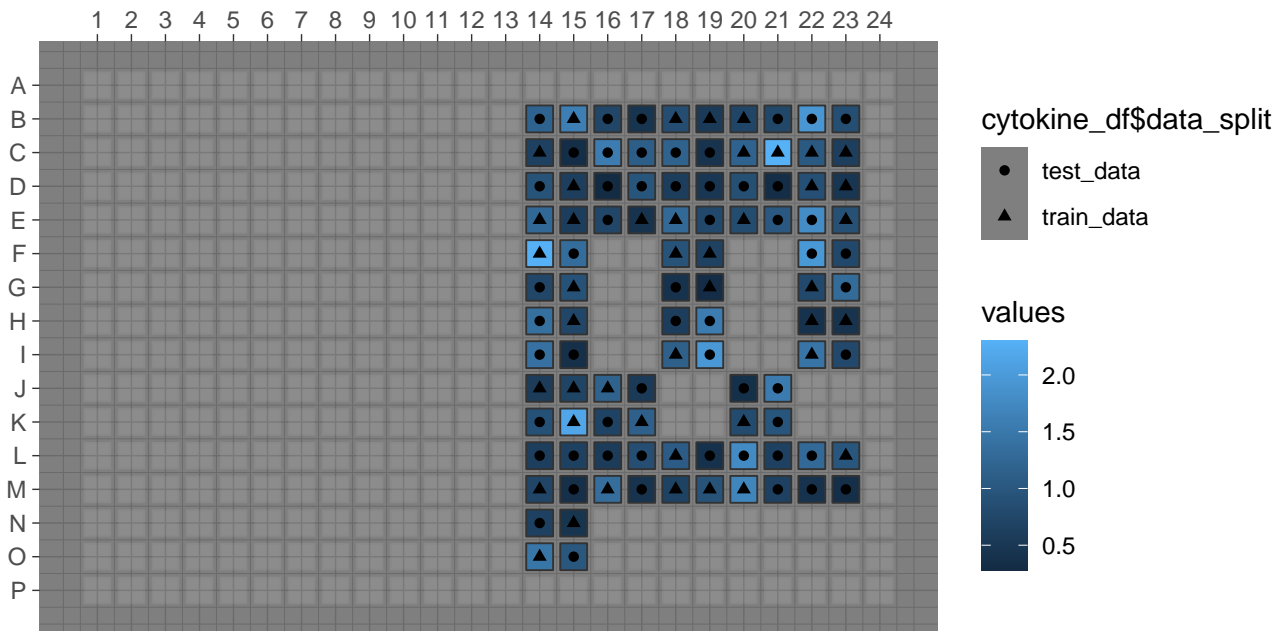 1 2 3 4 5 6 7 8 9 10 11 12 13 14 15 16 17 18 19 20 21 22 23 24
A
B
C
D
E
F
G
H
I
J
K
L
M
N
O
P
cytokine_df$data_split
test_data
train_data
values
2.0
1.5
1.0
0.5